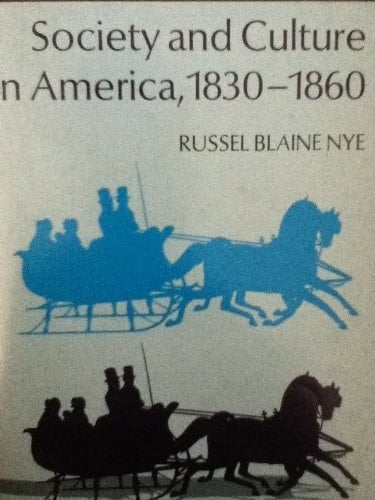 Society and Culture
n America, 1830–1860
RUSSEL BLAINE NYE